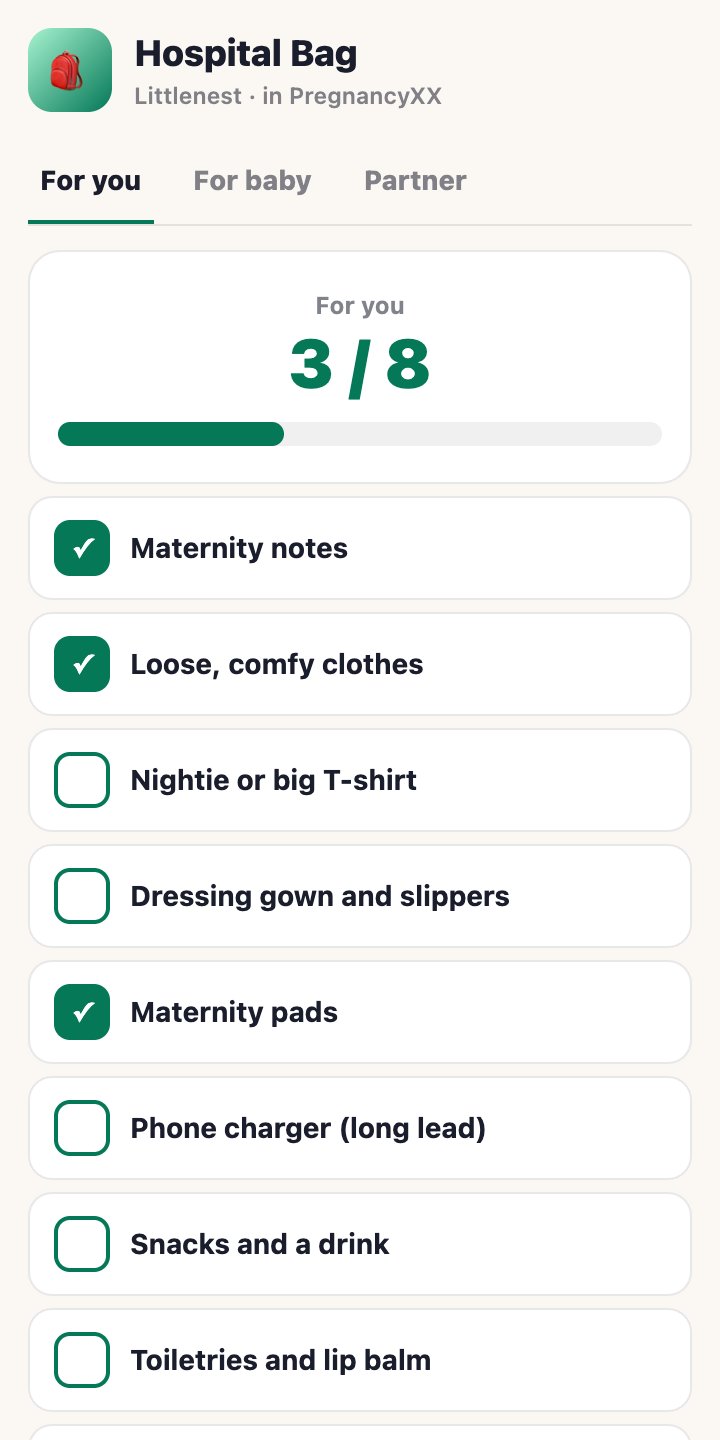 Hospital Bag
Littlenest · in PregnancyXX
For you For baby Partner
For you
3 / 8
Maternity notes
Loose, comfy clothes
Nightie or big T-shirt
Dressing gown and slippers
Maternity pads
Phone charger (long lead)
Snacks and a drink
Toiletries and lip balm